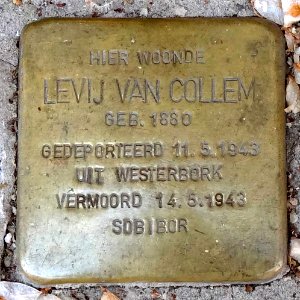 HIER WOONDE
LEVIJ VAN COLLEM
GEB. 1880
GEDEPORTEERD 11.5.1943
UIT WESTERBORK
VERMOORD 14.5.1943
SOBIBOR